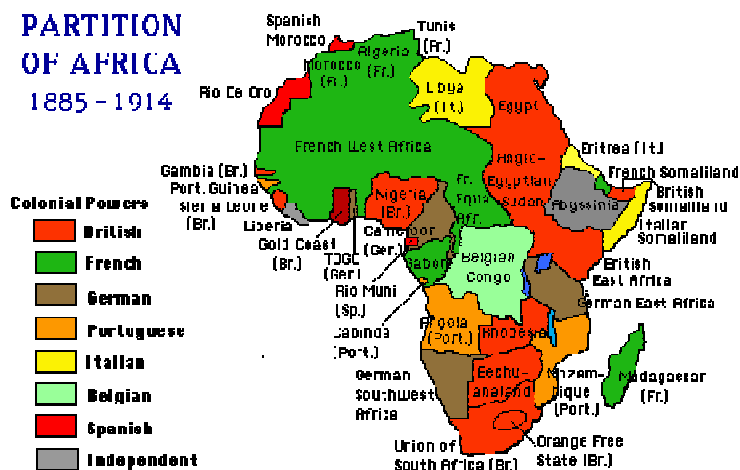 PARTITION
OF AFRICA
1885 - 1914
Spanish
Morocco
Tunis
(Fr.)
Algeria
(Fr.)
Morocco
(Fr.)
Libya
(It.)
Egypt
Rio De Oro
French West Africa
Gambia (Br.)
Port. Guinea
Sierra Leone
(Br.)
Liberia
Gold Coast
(Br.)
TOGO
(Ger.)
Nigeria
(Br.)
Cameroon
(Ger.)
Rio Muni
(Sp.)
Cabinda
(Port.)
Gabon
Fr.
Equa
Afr.
Anglo-
Egyptian
Sudan
Eritrea (It.)
French Somaliland
British
Somaliland
Italian
Somaliland
Abyssinia
British
East Africa
German East Africa
Belgian
Congo
Angola
(Port.)
Rhodesia
German
Southwest
Africa
Bechu-
analand
Mozam-
bique
(Port.)
Madagascar
(Fr.)
Union of
South Africa (Br.)
Orange Free
State (Br.)
Colonial Powers
British
French
German
Portuguese
Italian
Belgian
Spanish
Independent